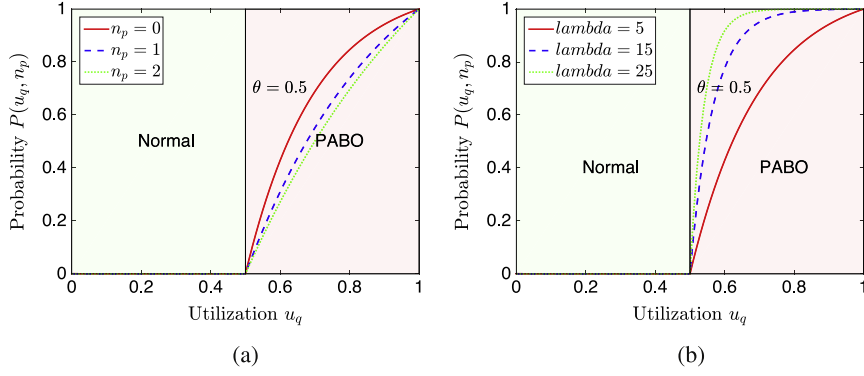 1
0.8
0.6
0.4
0.2
0
Probability P(u_q, n_p)
n_p = 0
n_p = 1
n_p = 2
θ = 0.5
Normal
PABO
0 0.2 0.4 0.6 0.8 1
Utilization u_q
(a)
1
0.8
0.6
0.4
0.2
0
Probability P(u_q, n_p)
lambda = 5
lambda = 15
lambda = 25
θ = 0.5
Normal
PABO
0 0.2 0.4 0.6 0.8 1
Utilization u_q
(b)